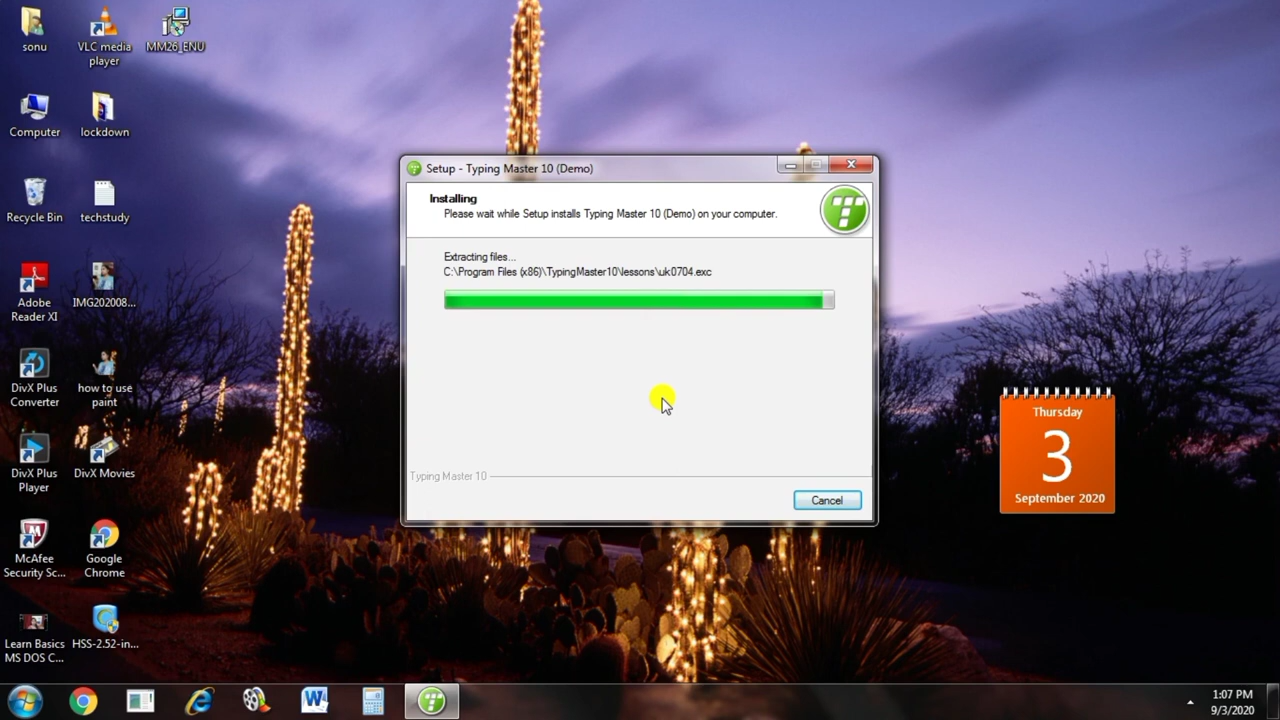 sonu
VLC media
player
MM26_ENU
Computer
lockdown
Recycle Bin
techstudy
Adobe
Reader XI
IMG202008...
DivX Plus
Converter
how to use
paint
DivX Plus
Player
DivX Movies
McAfee
Security Sc...
Google
Chrome
Learn Basics
MS DOS C...
HSS-2.52-in...
Setup - Typing Master 10 (Demo)
Installing
Please wait while Setup installs Typing Master 10 (Demo) on your computer.
Extracting files...
C:\Program Files (x86)\TypingMaster10\lessons\uk0704.exc
Typing Master 10
Cancel
Thursday
3
September 2020
1:07 PM
9/3/2020